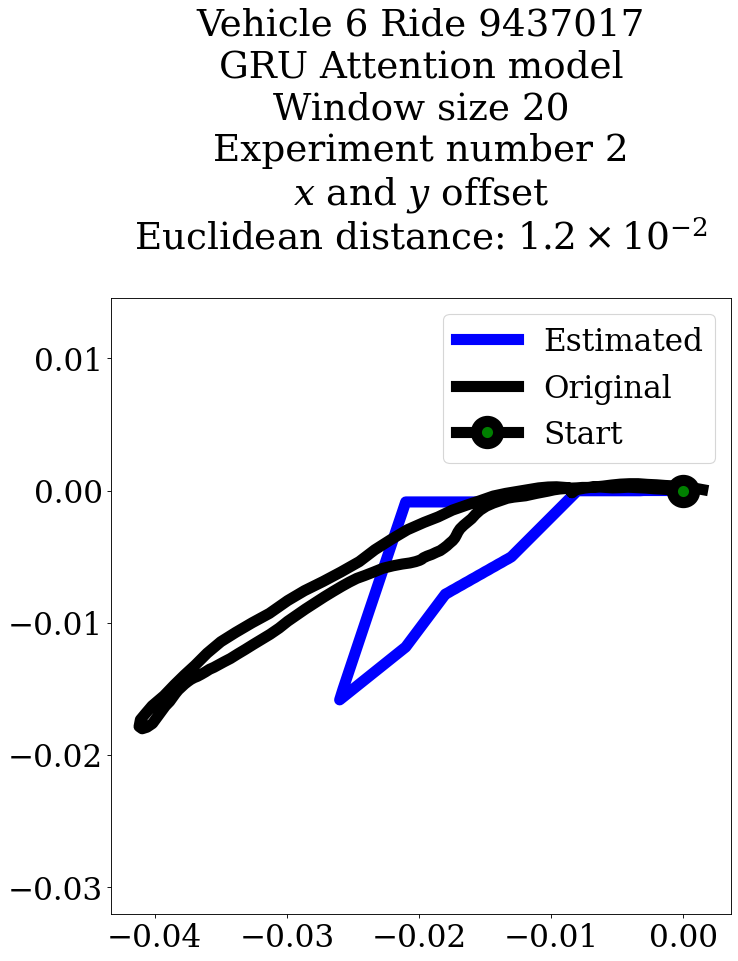 Vehicle 6 Ride 9437017
GRU Attention model
Window size 20
Experiment number 2
x and y offset
Euclidean distance: 1.2 × 10⁻²
Estimated
Original
Start
0.01
0.00
−0.01
−0.02
−0.03
−0.04 −0.03 −0.02 −0.01 0.00